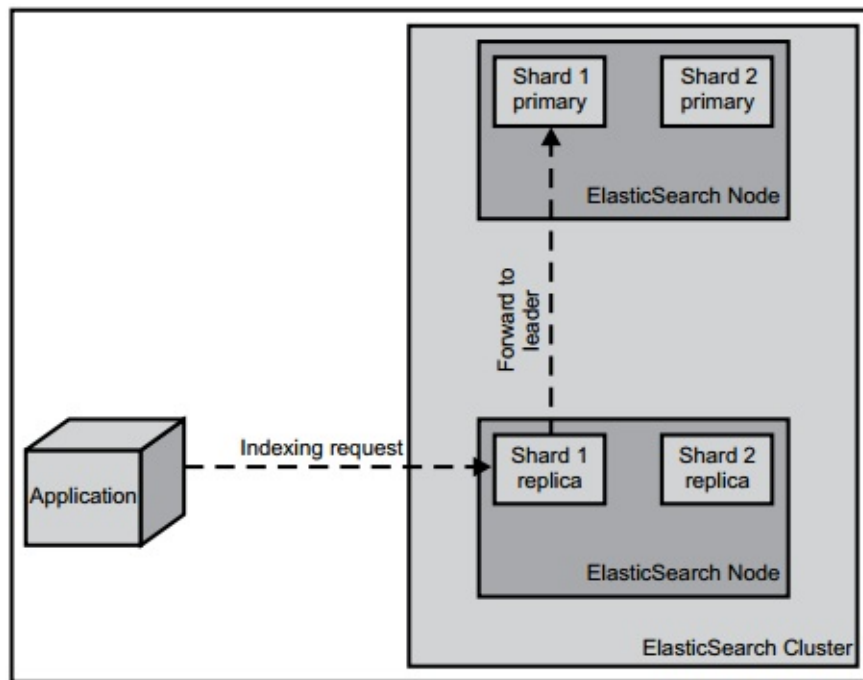 Shard 1
primary
Shard 2
primary
ElasticSearch Node
Forward to
leader
Indexing request
Application
Shard 1
replica
Shard 2
replica
ElasticSearch Node
ElasticSearch Cluster